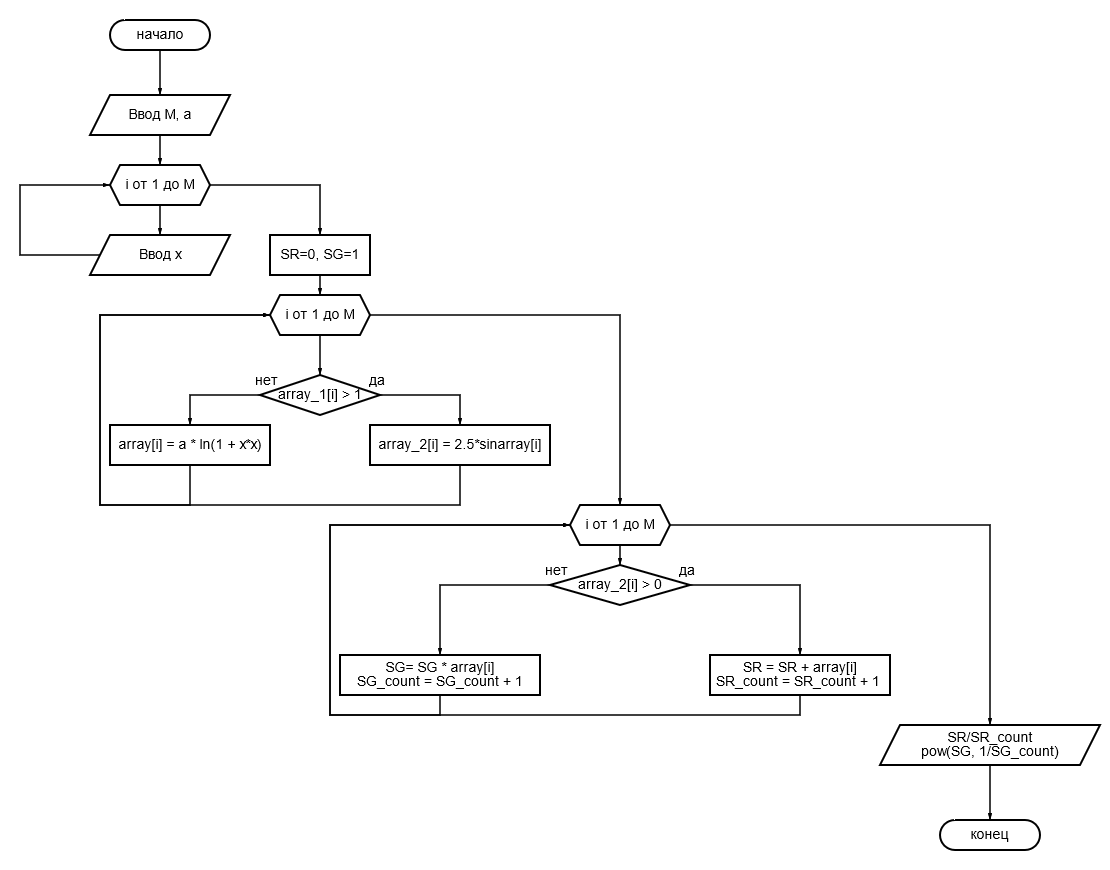 начало
Ввод M, a
i от 1 до M
Ввод x
SR=0, SG=1
i от 1 до M
нет
да
array_1[i] > 1
array[i] = a * ln(1 + x*x)
array_2[i] = 2.5*sinarray[i]
i от 1 до M
нет
да
array_2[i] > 0
SG= SG * array[i]
SG_count = SG_count + 1
SR = SR + array[i]
SR_count = SR_count + 1
SR/SR_count
pow(SG, 1/SG_count)
конец